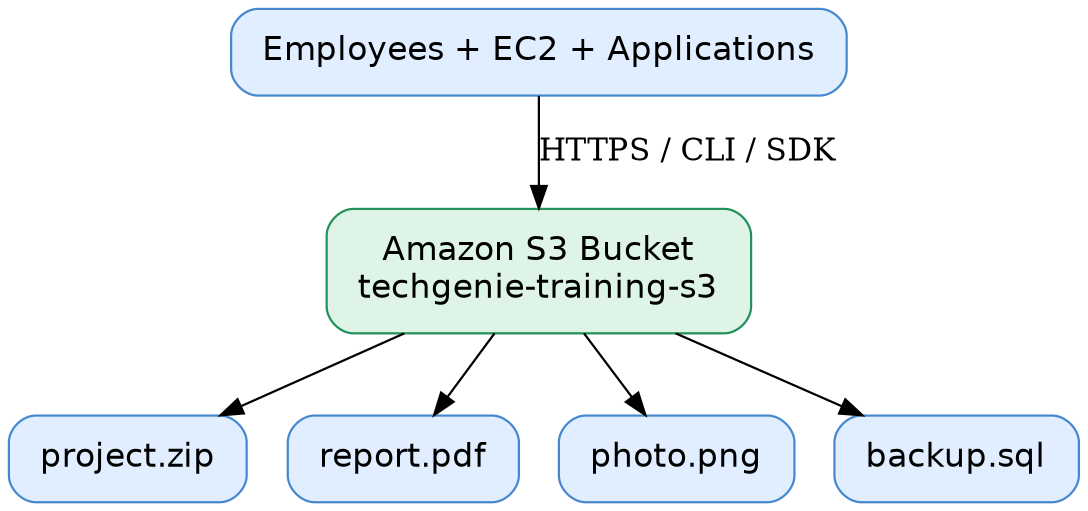 Employees + EC2 + Applications
HTTPS / CLI / SDK
Amazon S3 Bucket
techgenie-training-s3
project.zip
report.pdf
photo.png
backup.sql